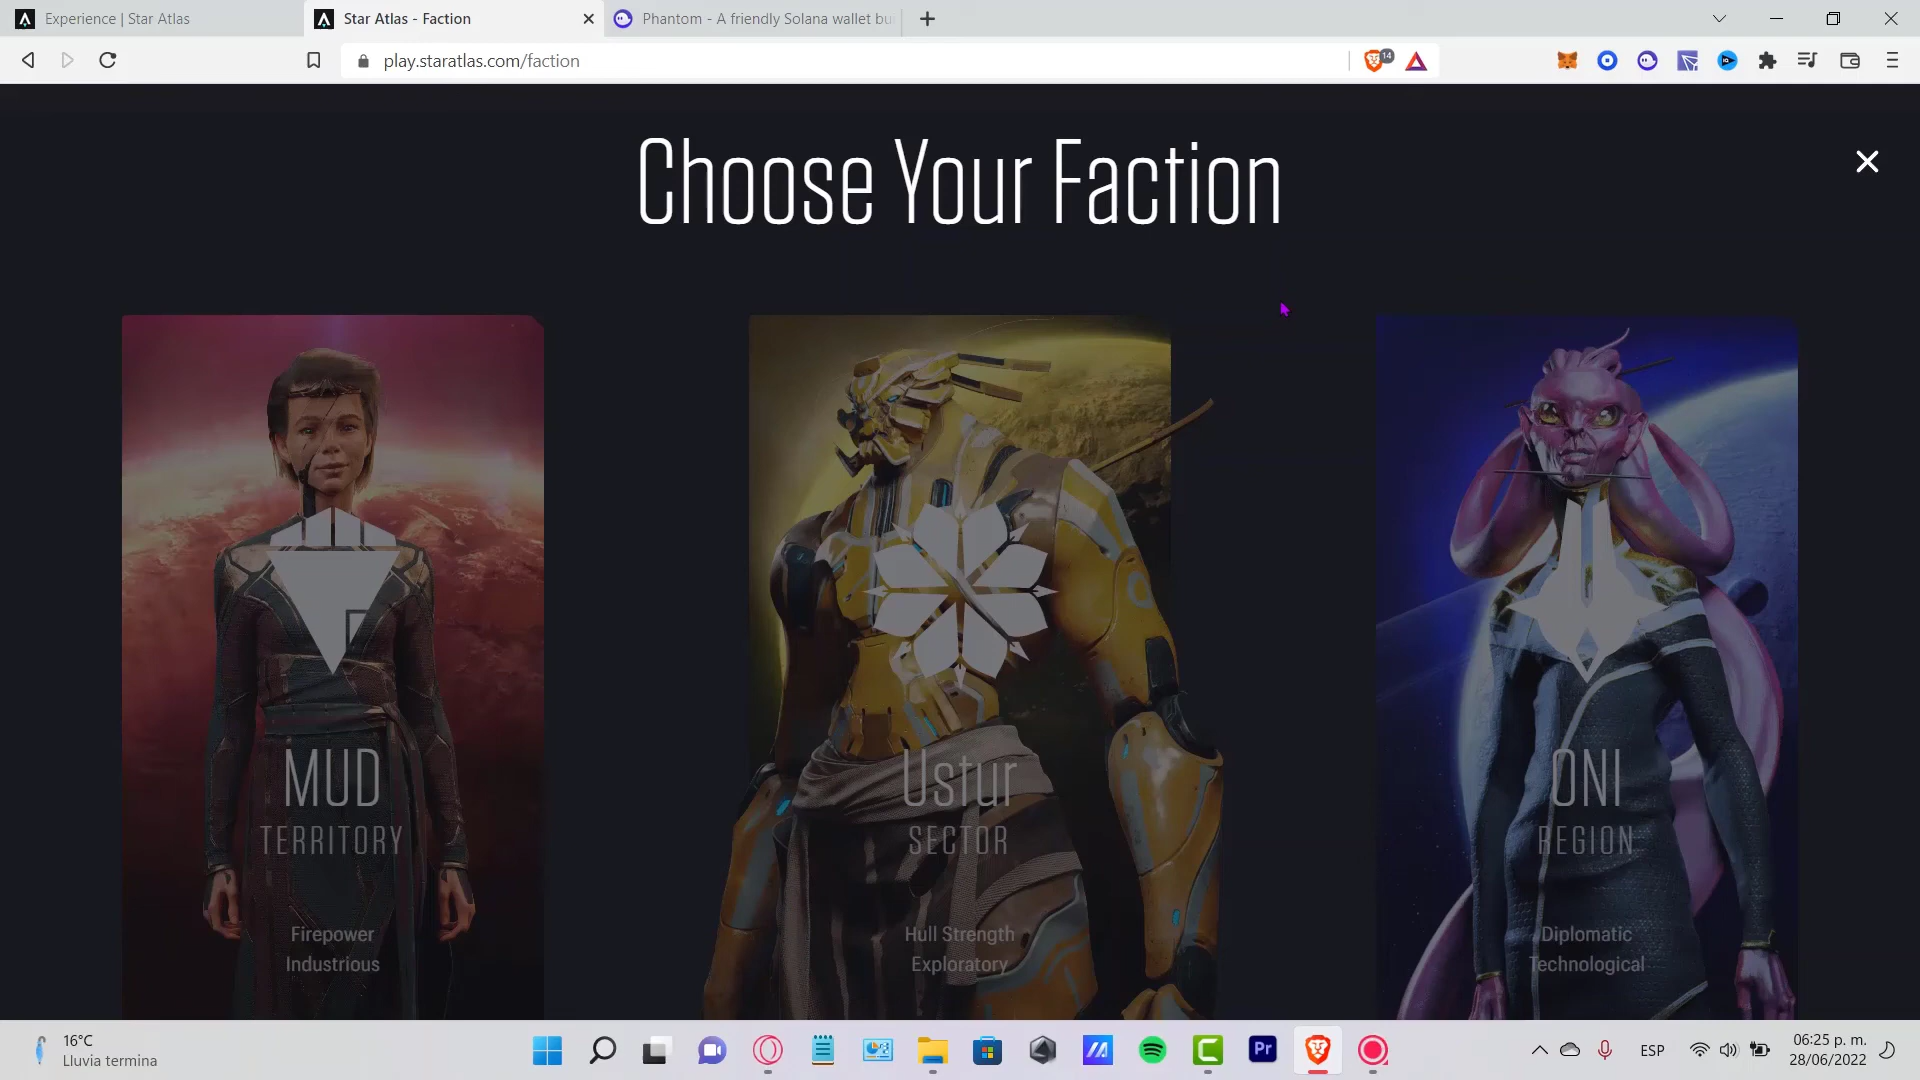 Experience | Star Atlas
Star Atlas - Faction
Phantom - A friendly Solana wallet bu
play.staratlas.com/faction
14
Choose Your Faction
MUD
TERRITORY
Firepower
Industrious
Ustur
SECTOR
Hull Strength
Exploratory
ONI
REGION
Diplomatic
Technological
16°C
Lluvia termina
Pr
ESP
06:25 p. m.
28/06/2022